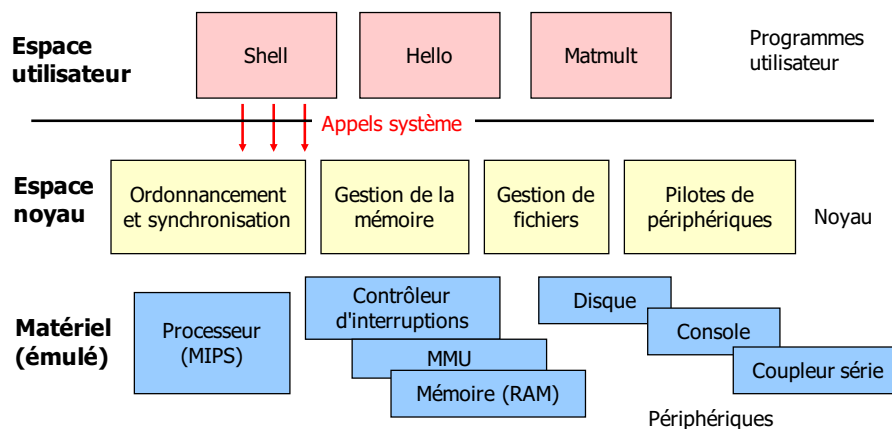 Espace
utilisateur
Shell
Hello
Matmult
Programmes
utilisateur
Appels système
Espace
noyau
Ordonnancement
et synchronisation
Gestion de la
mémoire
Gestion de
fichiers
Pilotes de
périphériques
Noyau
Matériel
(émulé)
Processeur
(MIPS)
Contrôleur
d'interruptions
MMU
Mémoire (RAM)
Disque
Console
Coupleur série
Périphériques